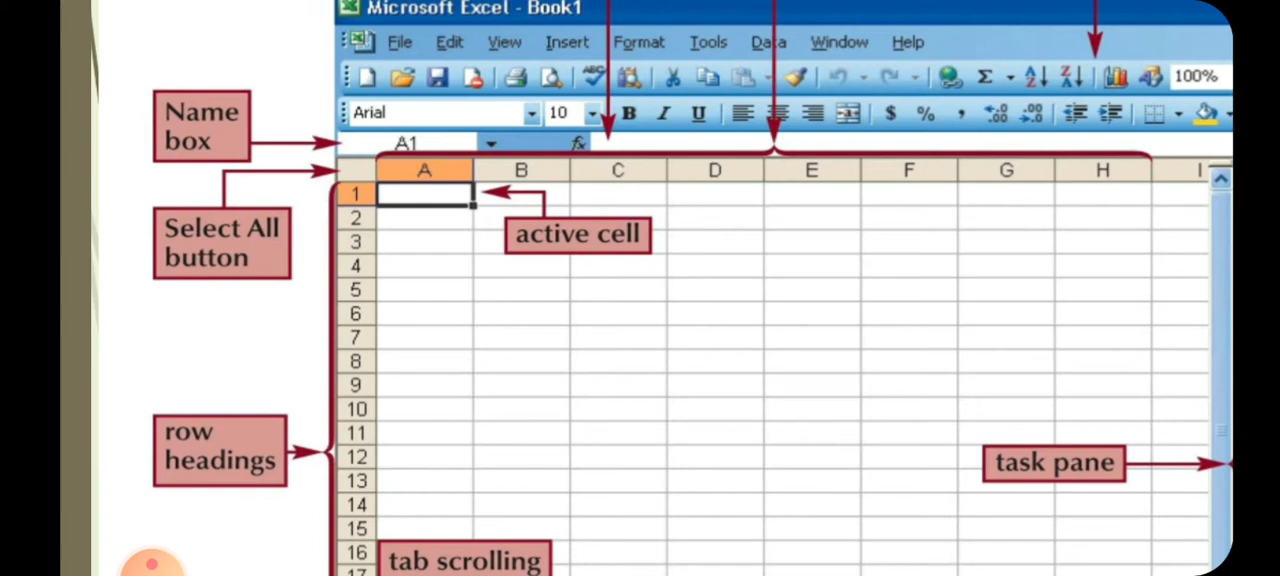 Microsoft Excel - Book1
File Edit View Insert Format Tools Data Window Help
100%
Arial 10 B I U $ % ,
Name
box
A1 fx
A B C D E F G H I
Select All
button
active cell
1
2
3
4
5
6
7
8
9
10
11
12
13
14
15
16
17
row
headings
task pane
tab scrolling